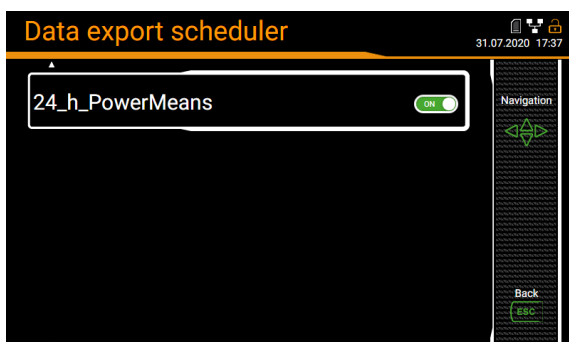 Data export scheduler
31.07.2020 17:37
24_h_PowerMeans
ON
Navigation
Back
ESC